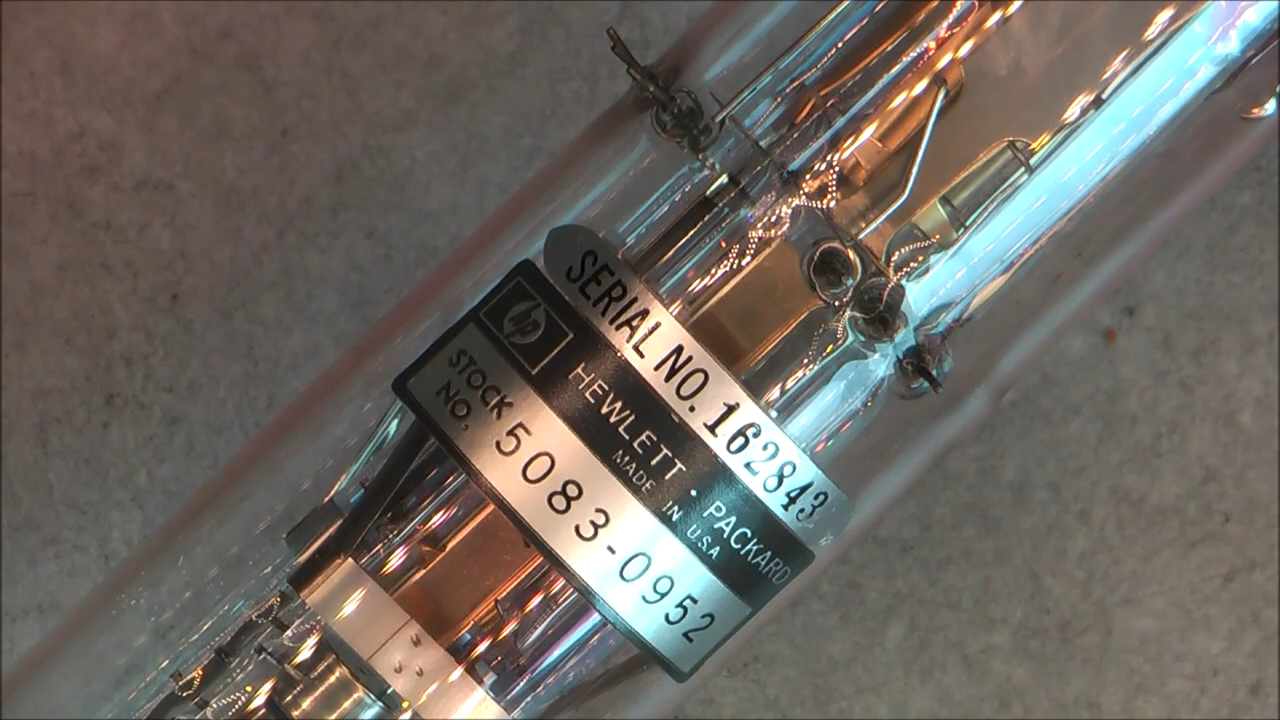 SERIAL NO. 162843
hp
HEWLETT · PACKARD
MADE IN U.S.A
STOCK
NO.
5083-0952